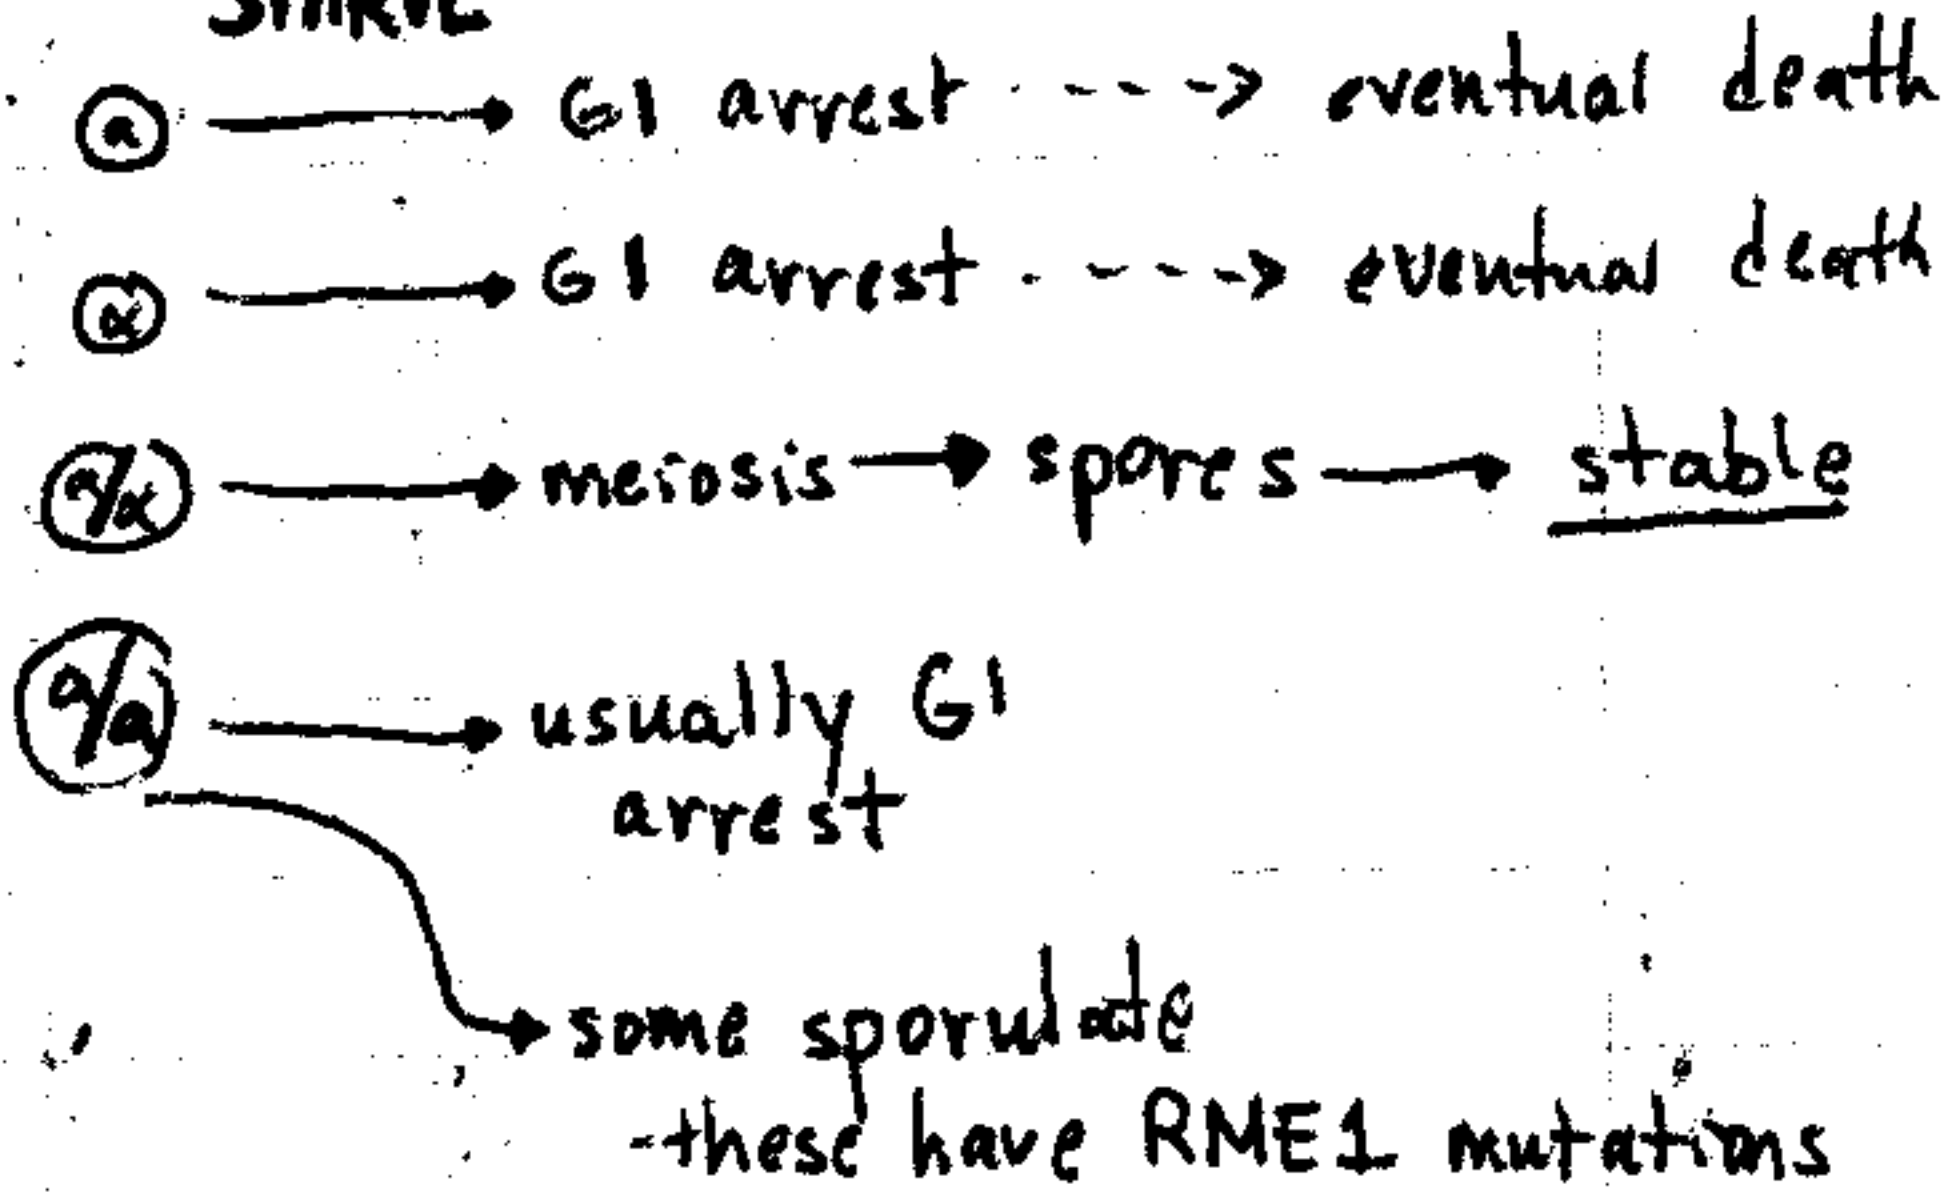 STARVE
a → G1 arrest ----> eventual death
α → G1 arrest ----> eventual death
a/α → meiosis → spores → stable
a/a → usually G1
arrest
→ some sporulate
-these have RME1 mutations